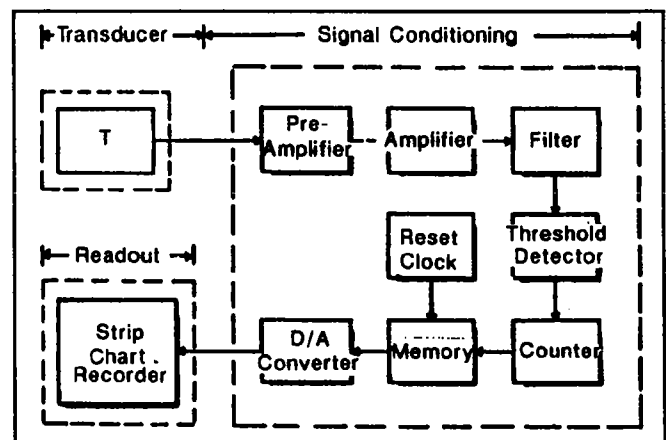 Transducer
Signal Conditioning
T
Pre-
Amplifier
Amplifier
Filter
Readout
Reset
Clock
Threshold
Detector
Strip
Chart
Recorder
D/A
Converter
Memory
Counter